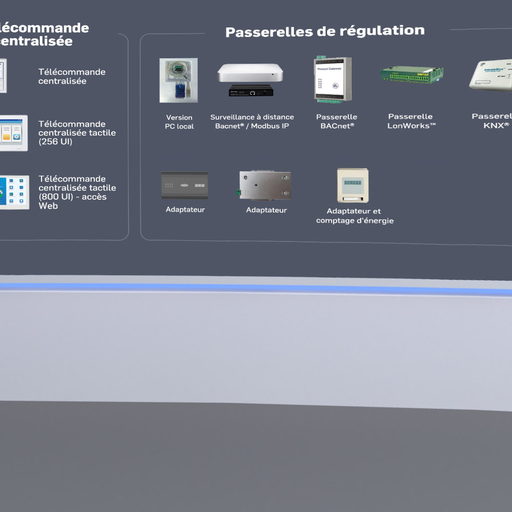 élécommande
centralisée
Télécommande
centralisée
Télécommande
centralisée tactile
(256 UI)
Télécommande
centralisée tactile
(800 UI) - accès
Web
Passerelles de régulation
Version
PC local
Surveillance à distance
Bacnet® / Modbus IP
Passerelle
BACnet®
Passerelle
LonWorks™
Passerelle
KNX®
Adaptateur
Adaptateur
Adaptateur et
comptage d'énergie